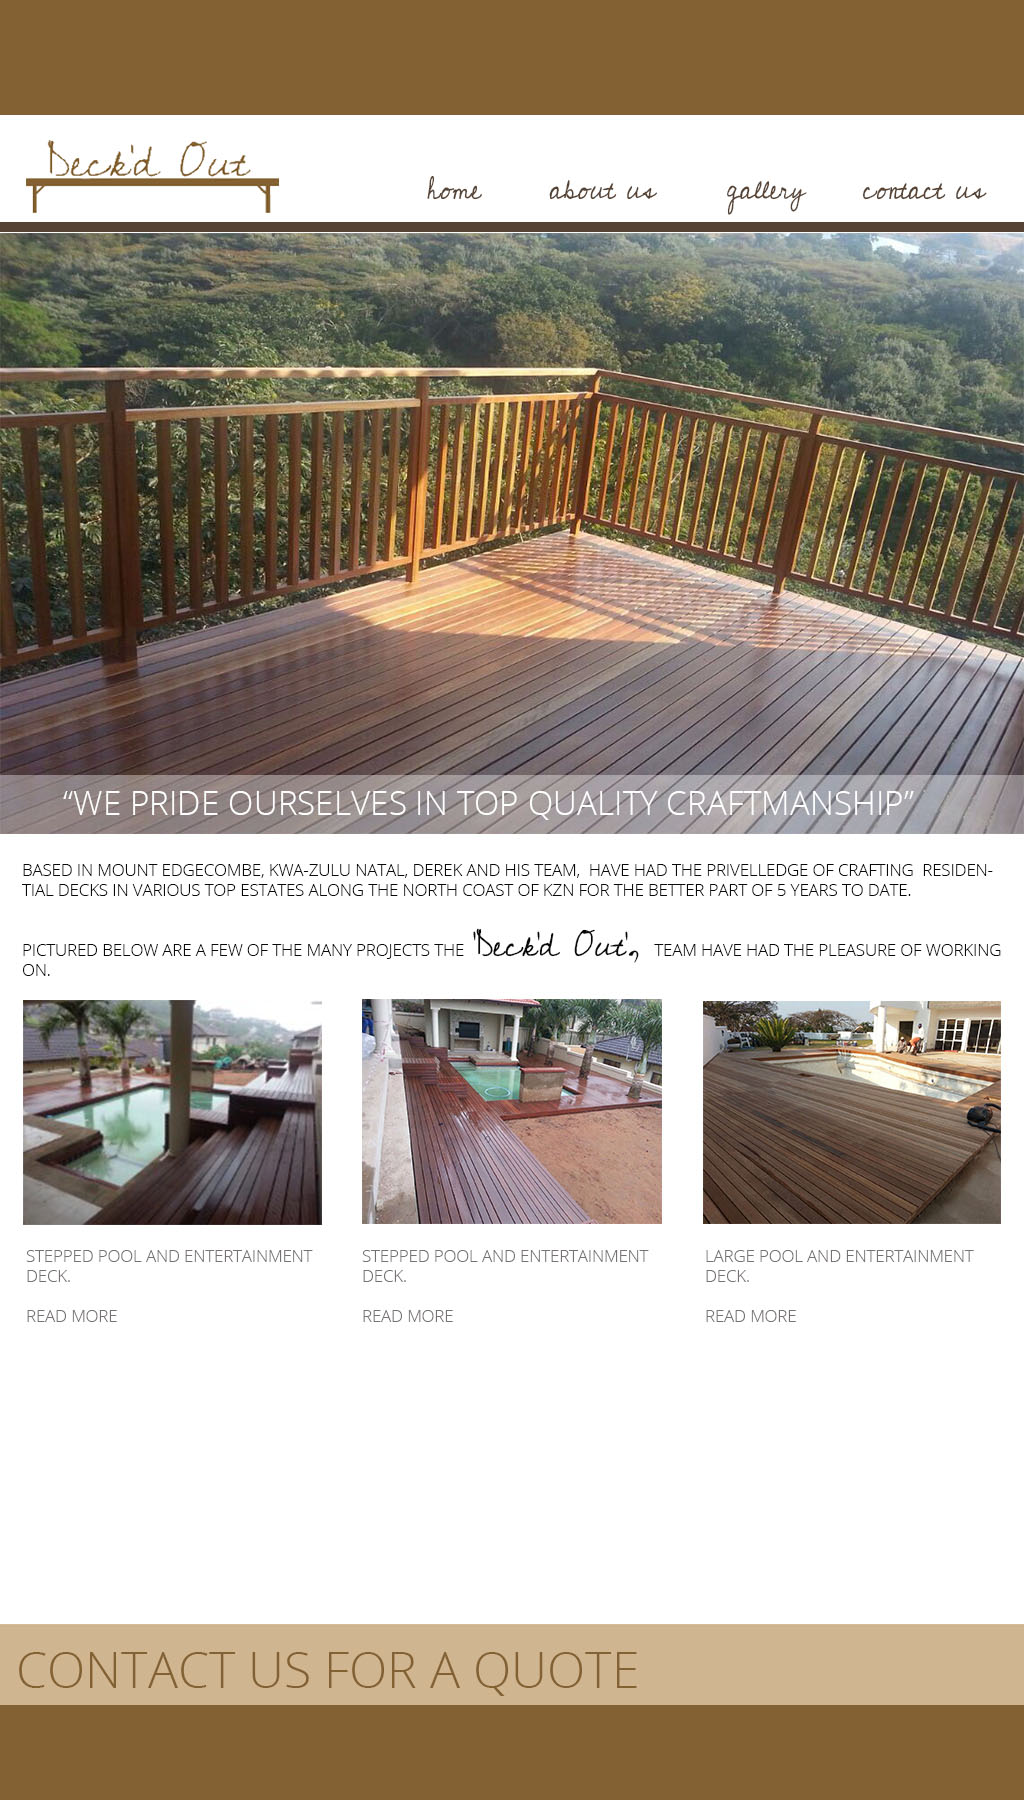 Deck'd Out
home about us gallery contact us
“WE PRIDE OURSELVES IN TOP QUALITY CRAFTMANSHIP”
BASED IN MOUNT EDGECOMBE, KWA-ZULU NATAL, DEREK AND HIS TEAM, HAVE HAD THE PRIVELLEDGE OF CRAFTING RESIDEN-
TIAL DECKS IN VARIOUS TOP ESTATES ALONG THE NORTH COAST OF KZN FOR THE BETTER PART OF 5 YEARS TO DATE.
PICTURED BELOW ARE A FEW OF THE MANY PROJECTS THE 'Deck'd Out', TEAM HAVE HAD THE PLEASURE OF WORKING
ON.
STEPPED POOL AND ENTERTAINMENT
DECK.
READ MORE
STEPPED POOL AND ENTERTAINMENT
DECK.
READ MORE
LARGE POOL AND ENTERTAINMENT
DECK.
READ MORE
CONTACT US FOR A QUOTE